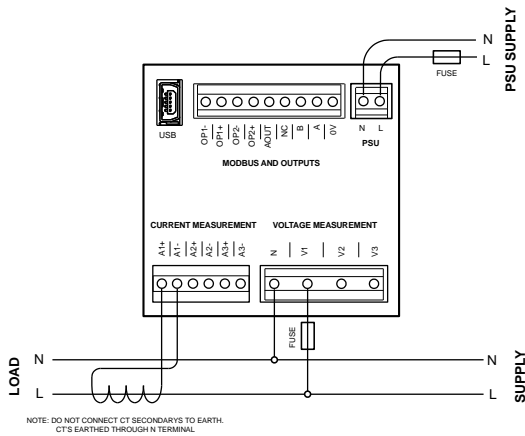 N
L
FUSE
PSU SUPPLY
USB
OP1-
OP1+
OP2-
OP2+
AOUT
NC
B
A
0V
N L
PSU
MODBUS AND OUTPUTS
CURRENT MEASUREMENT VOLTAGE MEASUREMENT
A1+
A1-
A2+
A2-
A3+
A3-
N
V1
V2
V3
FUSE
LOAD
N
L
N
L
SUPPLY
NOTE: DO NOT CONNECT CT SECONDARYS TO EARTH.
CT'S EARTHED THROUGH N TERMINAL